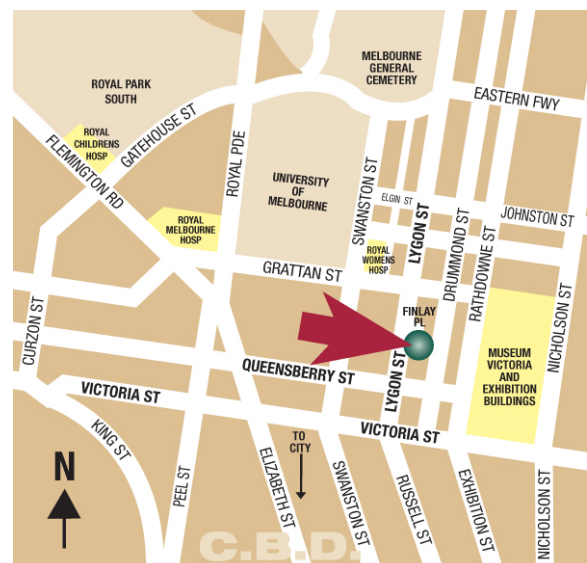 MELBOURNE
GENERAL
CEMETERY
ROYAL PARK
SOUTH
EASTERN FWY
ROYAL
CHILDRENS
HOSP
GATEHOUSE ST
FLEMINGTON RD
ROYAL PDE
UNIVERSITY
OF
MELBOURNE
SWANSTON ST
ELGIN ST
JOHNSTON ST
LYGON ST
DRUMMOND ST
RATHDOWNE ST
ROYAL
MELBOURNE
HOSP
ROYAL
WOMENS
HOSP
GRATTAN ST
NICHOLSON ST
CURZON ST
FINLAY
PL
MUSEUM
VICTORIA
AND
EXHIBITION
BUILDINGS
QUEENSBERRY ST
LYGON ST
VICTORIA ST
VICTORIA ST
KING ST
TO
CITY
N
PEEL ST
ELIZABETH ST
SWANSTON ST
RUSSELL ST
EXHIBITION ST
NICHOLSON ST
C.B.D.